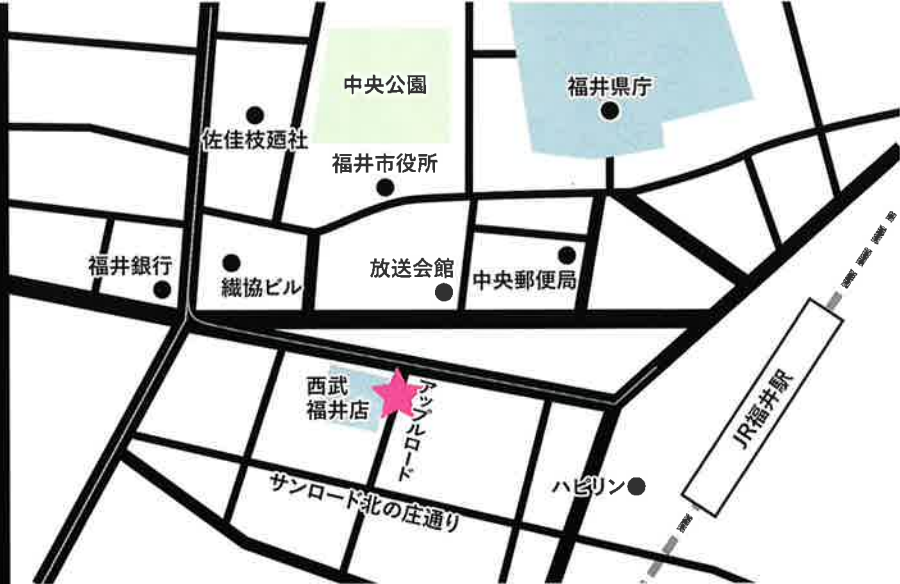 中央公園
福井県庁
佐佳枝廼社
福井市役所
福井銀行
繊協ビル
放送会館
中央郵便局
西武
福井店
アップルロード
サンロード北の庄通り
ハピリン
JR福井駅